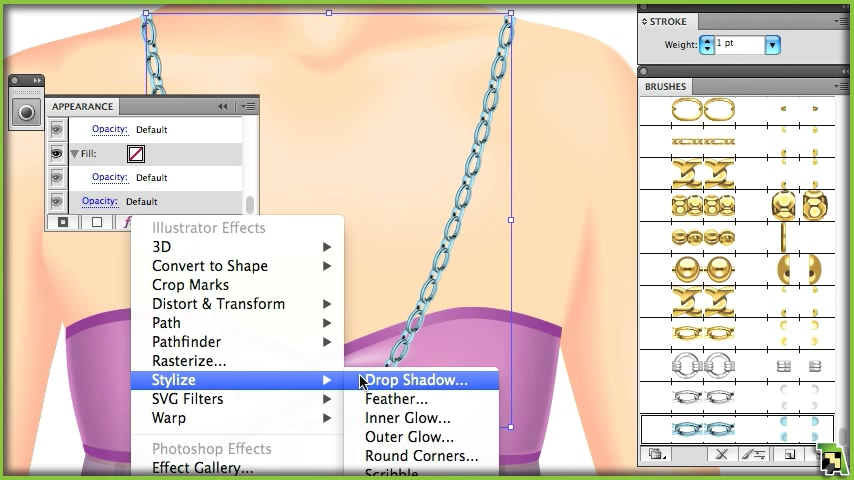 STROKE
Weight:
1 pt
BRUSHES
APPEARANCE
Opacity: Default
Fill:
Opacity: Default
Opacity: Default
Illustrator Effects
3D
Convert to Shape
Crop Marks
Distort & Transform
Path
Pathfinder
Rasterize...
Stylize
SVG Filters
Warp
Photoshop Effects
Effect Gallery...
Drop Shadow...
Feather...
Inner Glow...
Outer Glow...
Round Corners...
Scribble